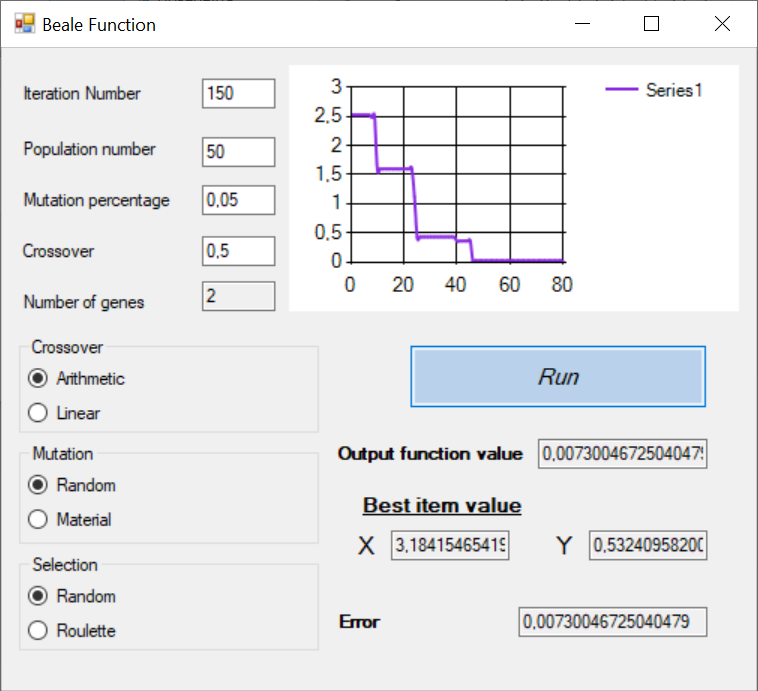 Beale Function
Iteration Number 150
Population number 50
Mutation percentage 0,05
Crossover 0,5
Number of genes 2
3
2,5
2
1,5
1
0,5
0
0 20 40 60 80
Series1
Crossover
Arithmetic
Linear
Mutation
Random
Material
Selection
Random
Roulette
Run
Output function value 0,0073004672504047
Best item value
X 3,1841546541 Y 0,5324095820
Error 0,00730046725040479